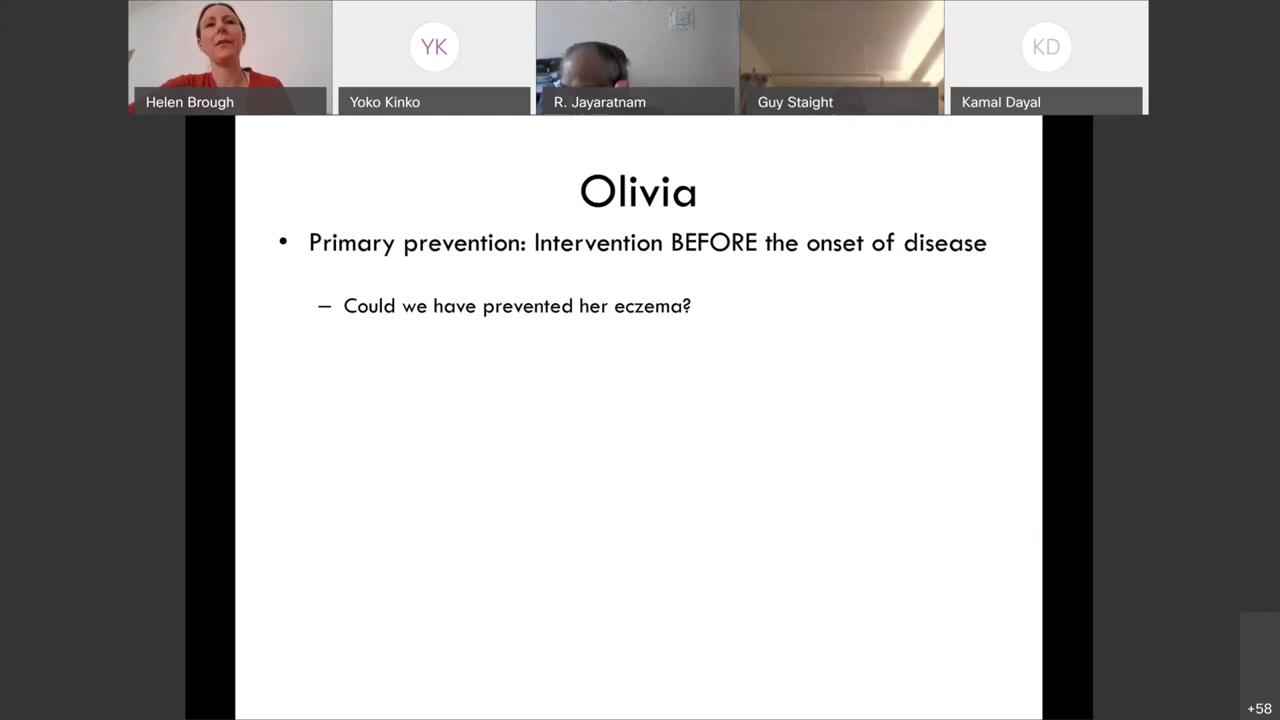 Helen Brough
YK
Yoko Kinko
R. Jayaratnam
Guy Staight
KD
Kamal Dayal
Olivia
• Primary prevention: Intervention BEFORE the onset of disease
– Could we have prevented her eczema?
+58